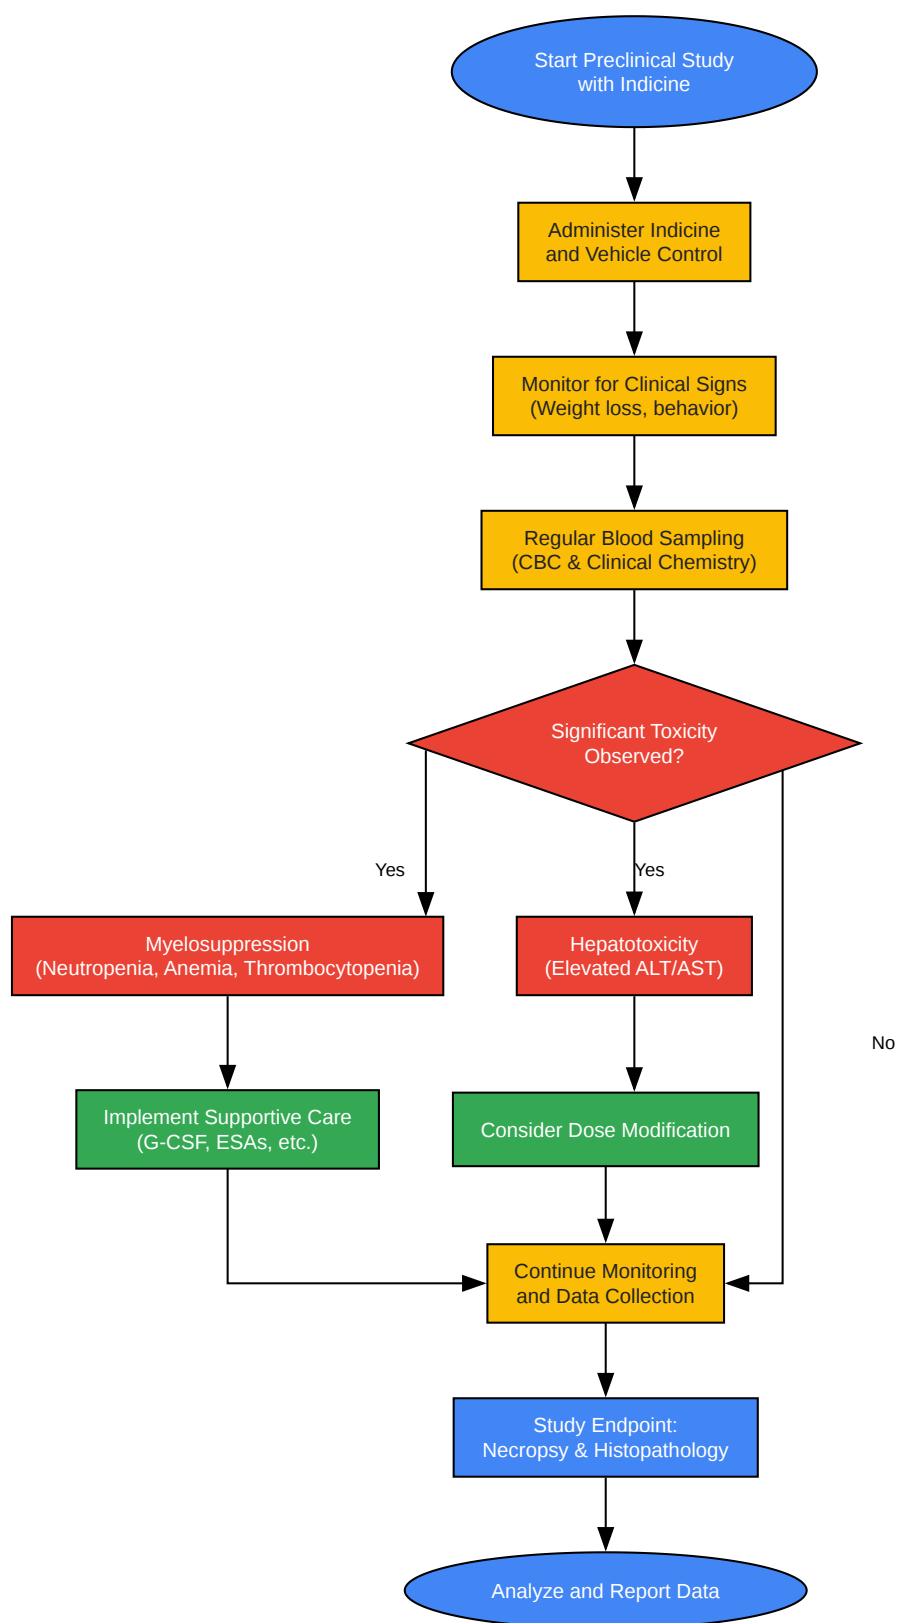 Start Preclinical Study
with Indicine
Administer Indicine
and Vehicle Control
Monitor for Clinical Signs
(Weight loss, behavior)
Regular Blood Sampling
(CBC & Clinical Chemistry)
Significant Toxicity
Observed?
Yes
Yes
Myelosuppression
(Neutropenia, Anemia, Thrombocytopenia)
Hepatotoxicity
(Elevated ALT/AST)
No
Implement Supportive Care
(G-CSF, ESAs, etc.)
Consider Dose Modification
Continue Monitoring
and Data Collection
Study Endpoint:
Necropsy & Histopathology
Analyze and Report Data